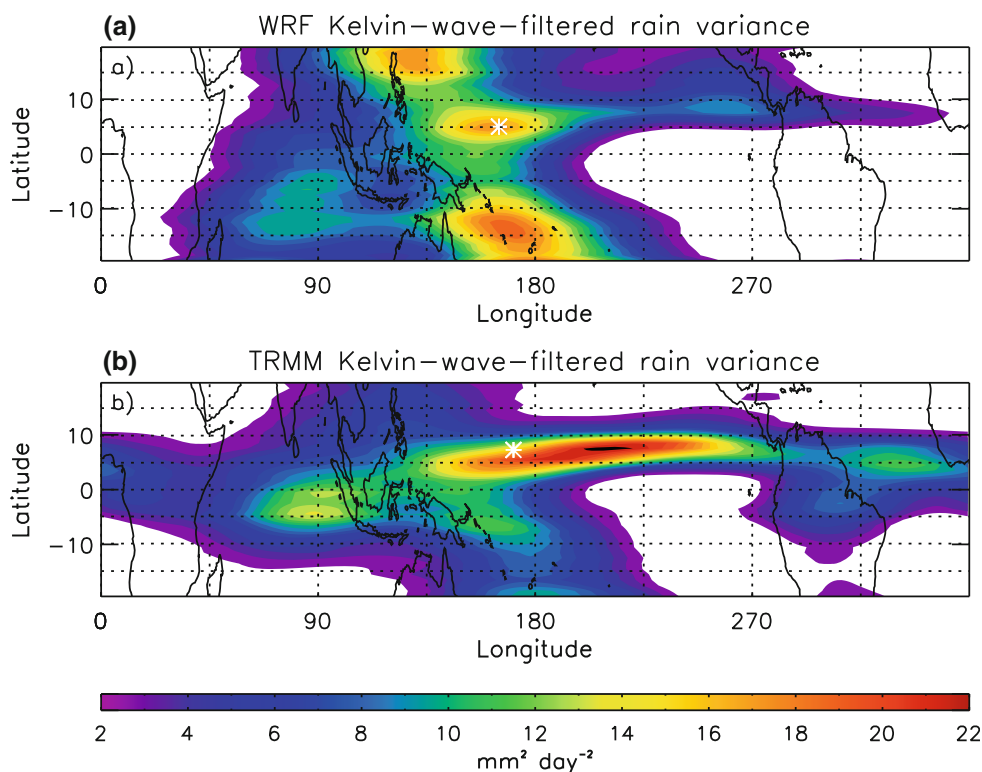 (a) WRF Kelvin-wave-filtered rain variance
a)
10
0
-10
Latitude
0 90 180 270
Longitude
(b) TRMM Kelvin-wave-filtered rain variance
b)
10
0
-10
Latitude
0 90 180 270
Longitude
2 4 6 8 10 12 14 16 18 20 22
mm² day⁻²